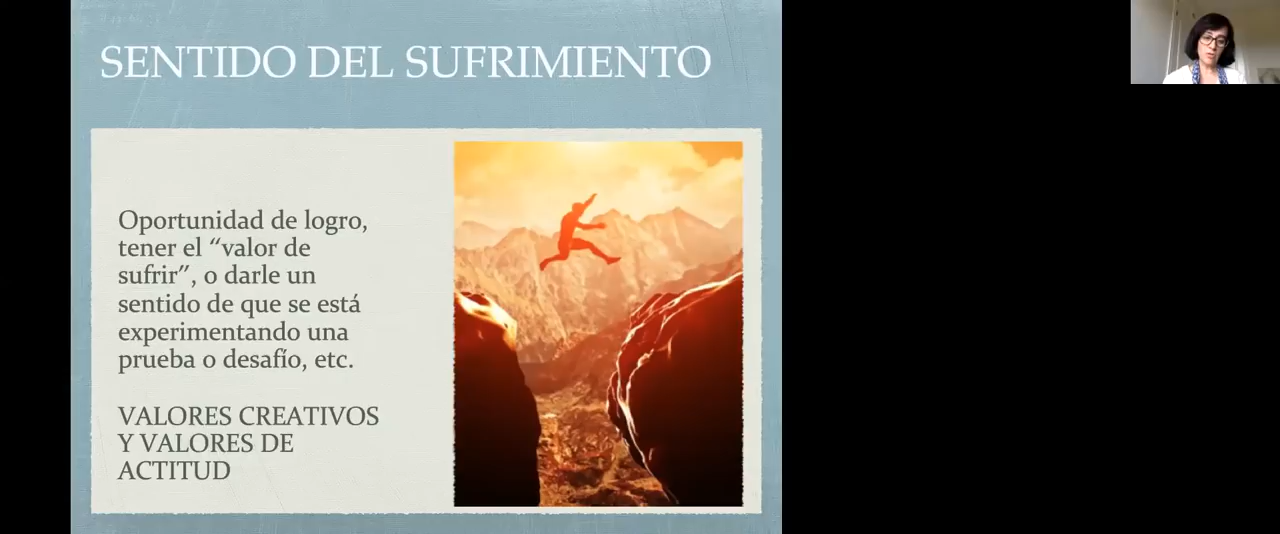 SENTIDO DEL SUFRIMIENTO
Oportunidad de logro,
tener el “valor de
sufrir”, o darle un
sentido de que se está
experimentando una
prueba o desafío, etc.
VALORES CREATIVOS
Y VALORES DE
ACTITUD